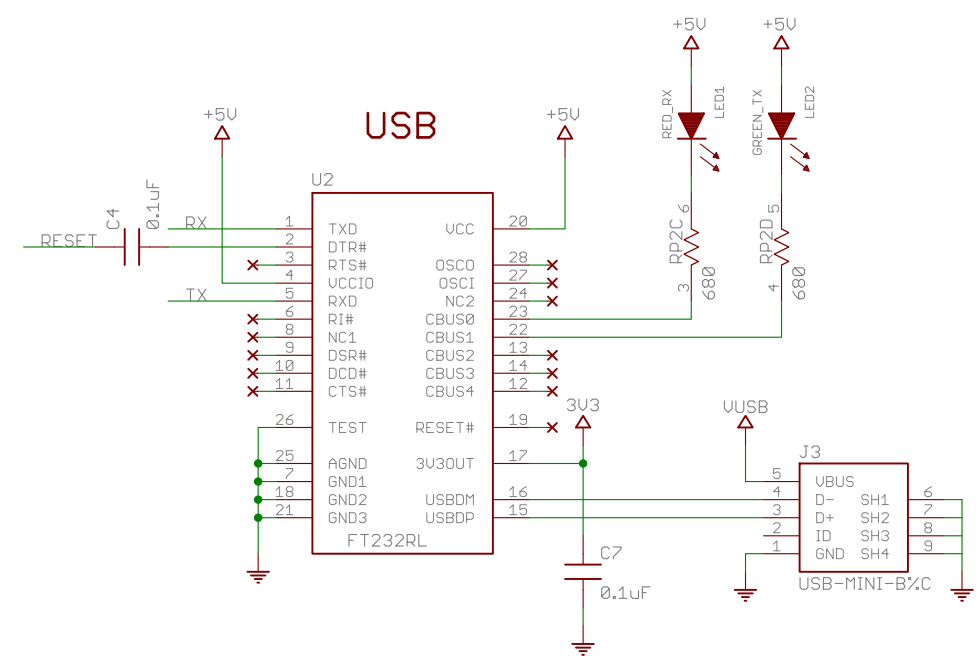 +5V
+5V
RED_RX
LED1
GREEN_TX
LED2
+5V
USB
+5V
U2
C4
0.1uF
RX
RESET
1 TXD
2 DTR#
3 RTS#
4 VCCIO
TX
5 RXD
6 RI#
8 NC1
9 DSR#
10 DCD#
11 CTS#
26 TEST
25 AGND
7 GND1
18 GND2
21 GND3
VCC 20
OSCO 28
OSCI 27
NC2 24
CBUS0 23
CBUS1 22
CBUS2 13
CBUS3 14
CBUS4 12
RESET# 19
3V3OUT 17
USBDM 16
USBDP 15
FT232RL
6
RP2C
680
3
5
RP2D
680
4
3V3
C7
0.1uF
VUSB
J3
5 VBUS
4 D- SH1 6
3 D+ SH2 7
2 ID SH3 8
1 GND SH4 9
USB-MINI-B%C